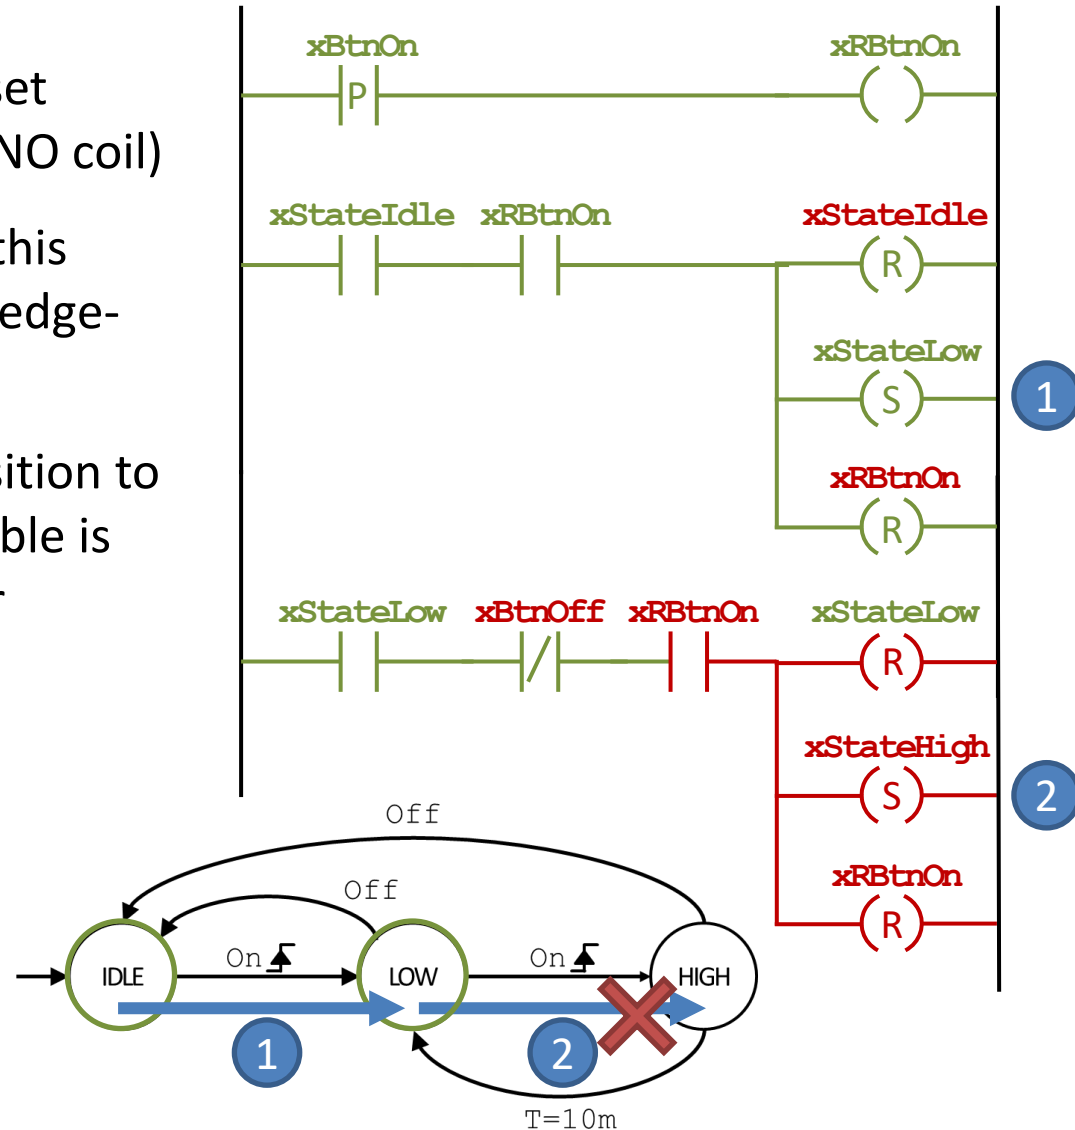 set
NO coil)
this
edge-
sition to
ble is
xBtnOn xRBtnOn
P
xStateIdle xRBtnOn xStateIdle
R
xStateLow
S
1
xRBtnOn
R
xStateLow xBtnOff xRBtnOn xStateLow
R
xStateHigh
S
2
xRBtnOn
R
Off
Off
On On
IDLE LOW HIGH
1 2
T=10m